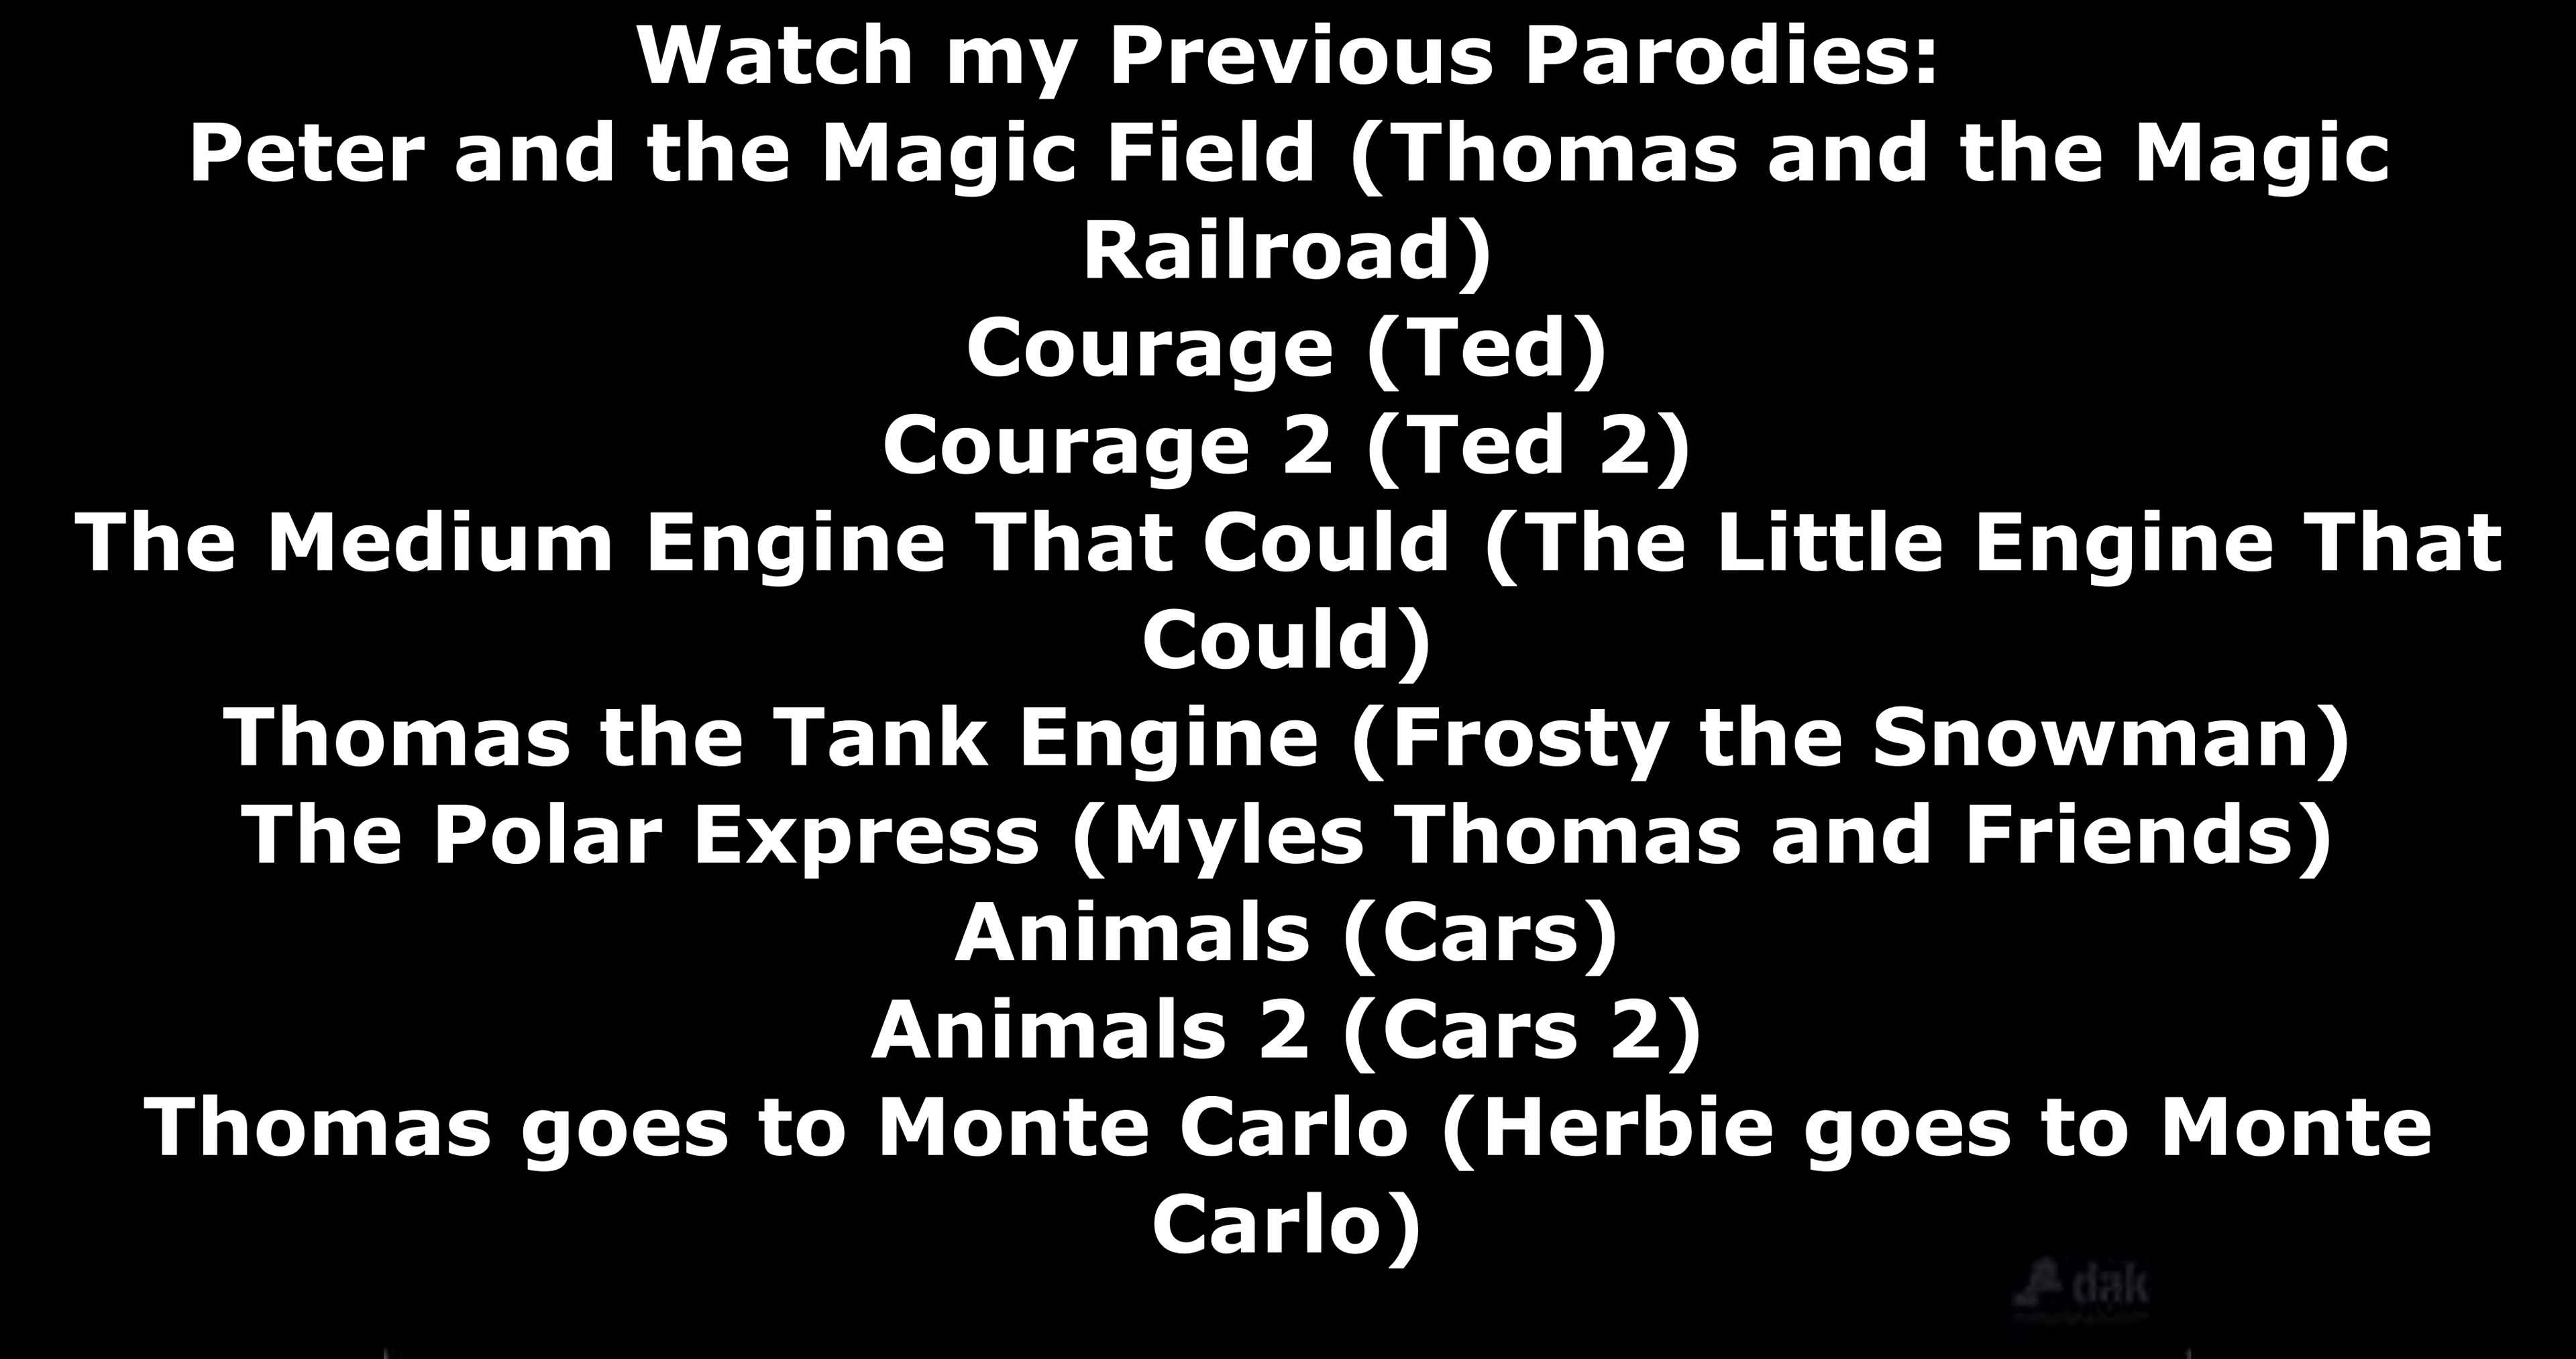 Watch my Previous Parodies:
Peter and the Magic Field (Thomas and the Magic
Railroad)
Courage (Ted)
Courage 2 (Ted 2)
The Medium Engine That Could (The Little Engine That
Could)
Thomas the Tank Engine (Frosty the Snowman)
The Polar Express (Myles Thomas and Friends)
Animals (Cars)
Animals 2 (Cars 2)
Thomas goes to Monte Carlo (Herbie goes to Monte
Carlo)